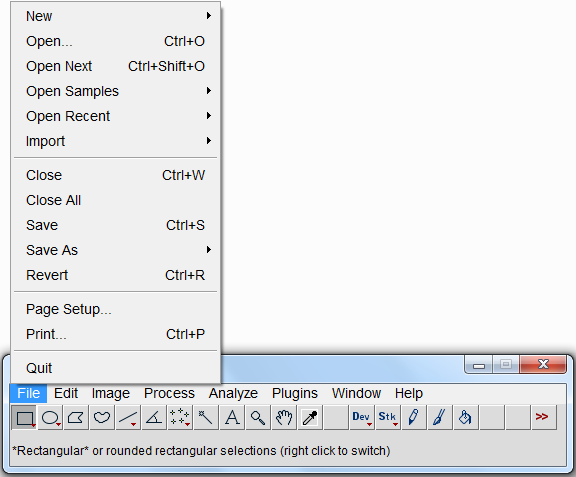 New
Open... Ctrl+O
Open Next Ctrl+Shift+O
Open Samples
Open Recent
Import
Close Ctrl+W
Close All
Save Ctrl+S
Save As
Revert Ctrl+R
Page Setup...
Print... Ctrl+P
Quit
File Edit Image Process Analyze Plugins Window Help
A Dev Stk >>
*Rectangular* or rounded rectangular selections (right click to switch)